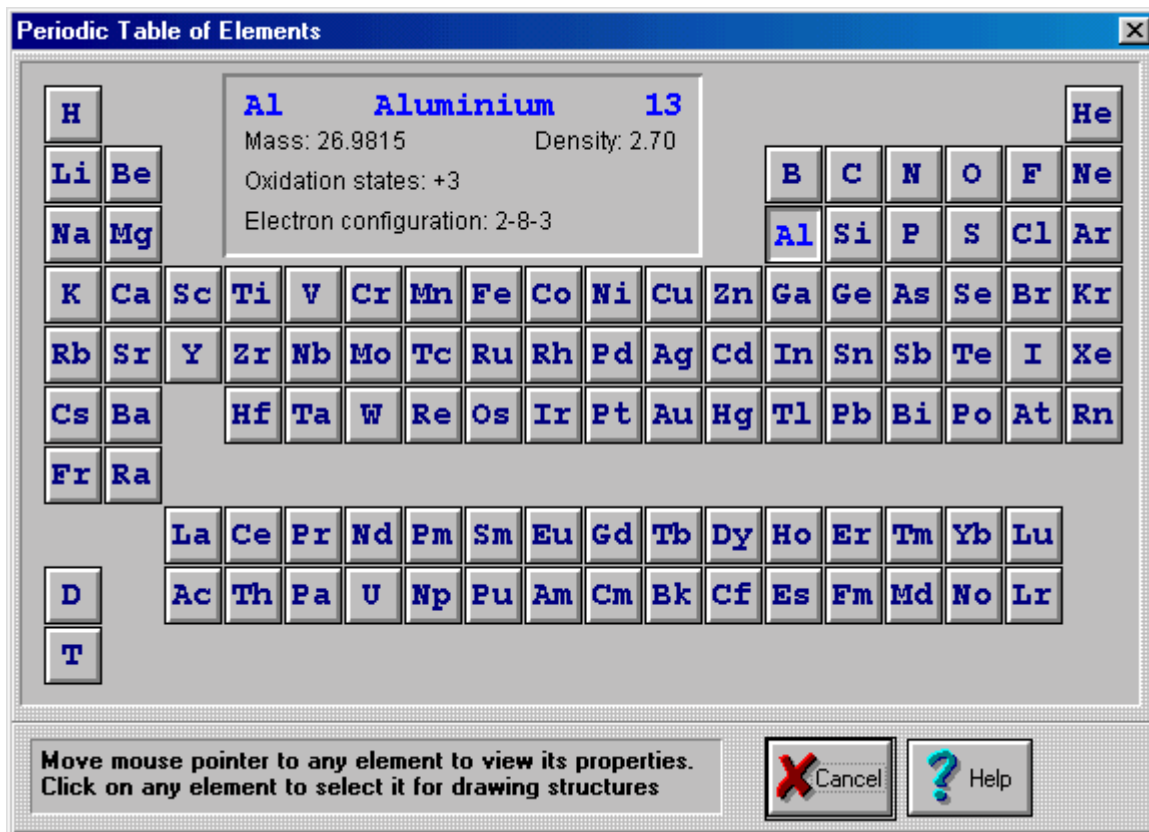 Periodic Table of Elements
Al Aluminium 13
H He
Mass: 26.9815 Density: 2.70
Li Be B C N O F Ne
Oxidation states: +3
Electron configuration: 2-8-3
Na Mg Al Si P S Cl Ar
K Ca Sc Ti V Cr Mn Fe Co Ni Cu Zn Ga Ge As Se Br Kr
Rb Sr Y Zr Nb Mo Tc Ru Rh Pd Ag Cd In Sn Sb Te I Xe
Cs Ba Hf Ta W Re Os Ir Pt Au Hg Tl Pb Bi Po At Rn
Fr Ra
La Ce Pr Nd Pm Sm Eu Gd Tb Dy Ho Er Tm Yb Lu
D Ac Th Pa U Np Pu Am Cm Bk Cf Es Fm Md No Lr
T
Move mouse pointer to any element to view its properties.
Click on any element to select it for drawing structures
Cancel
? Help